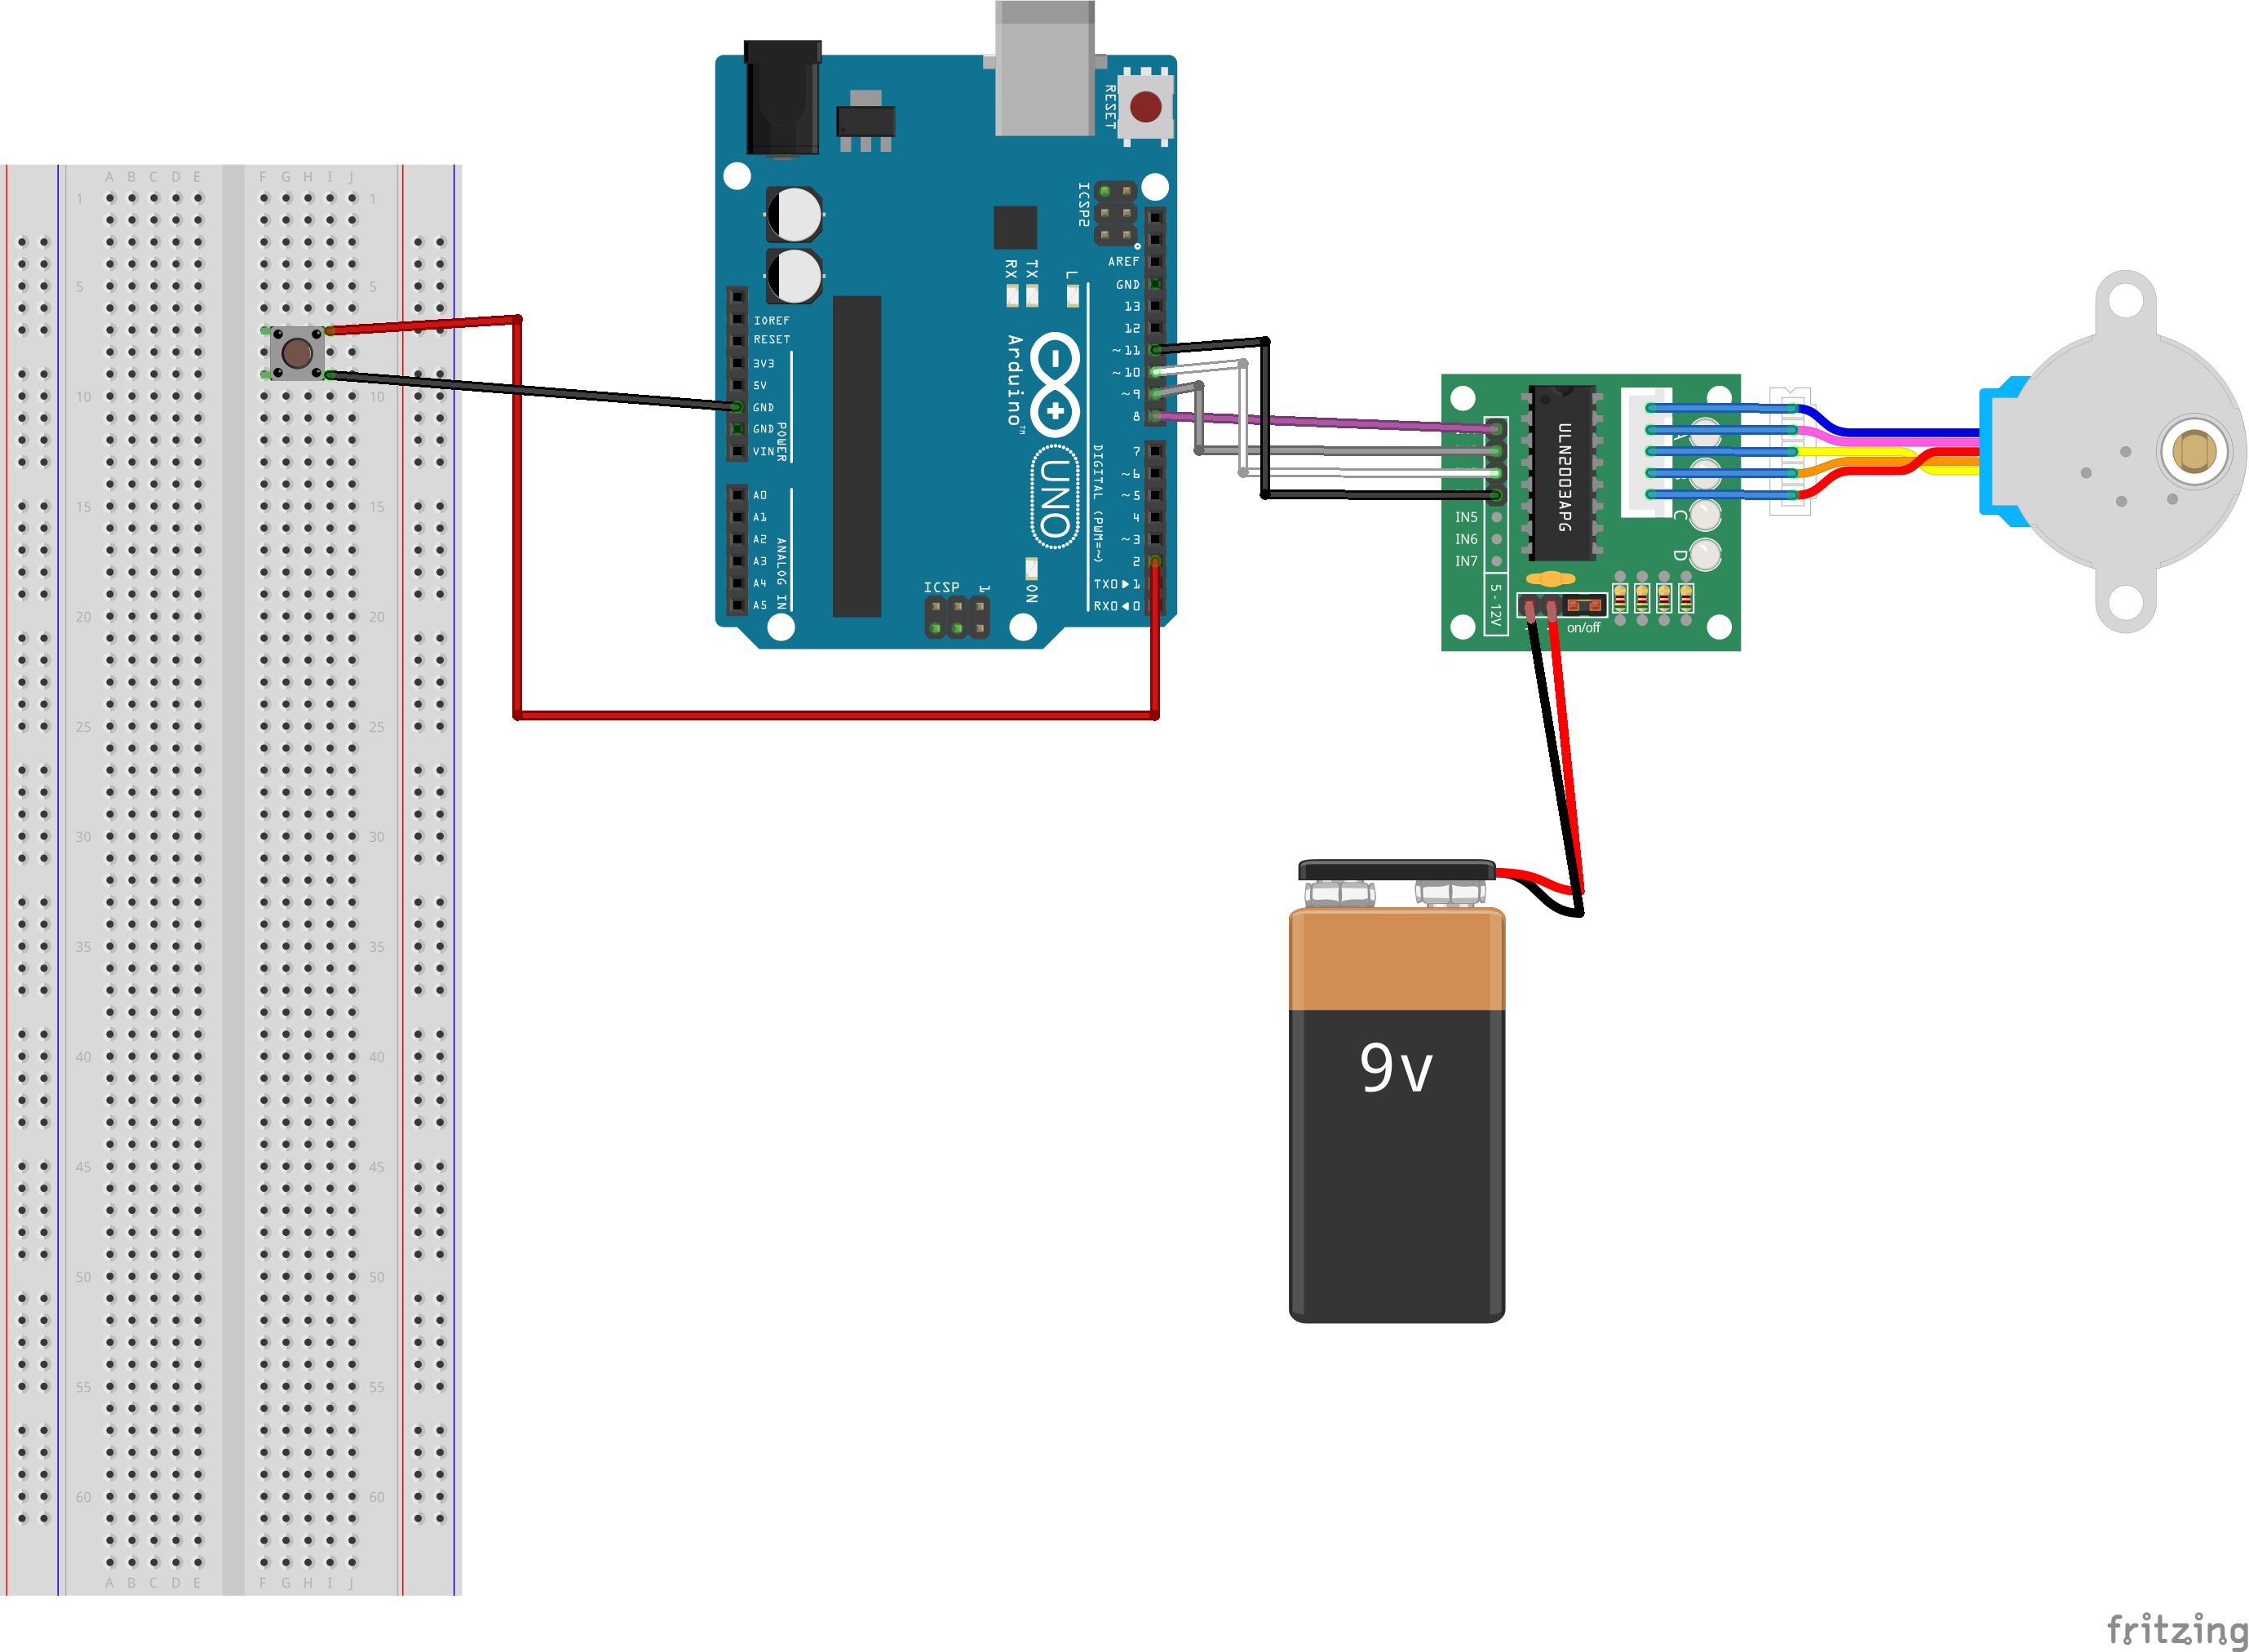 A B C D E F G H I J
1 1
5 5
10 10
15 15
20 20
25 25
30 30
35 35
40 40
45 45
50 50
55 55
60 60
A B C D E F G H I J
RESET
ICSP2
AREF
GND
13
12
~11
~10
~9
8
7
~6
~5
4
~3
2
TX0▶1
RX0◀0
RX
TX
L
IOREF
RESET
3V3
5V
GND
GND
VIN
POWER
A0
A1
A2
A3
A4
A5
ANALOG IN
Arduino™
UNO
DIGITAL (PWM=~)
ICSP
1
ON
ULN2003APG
A
B
C
D
IN5
IN6
IN7
5 - 12V
on/off
9v
fritzing